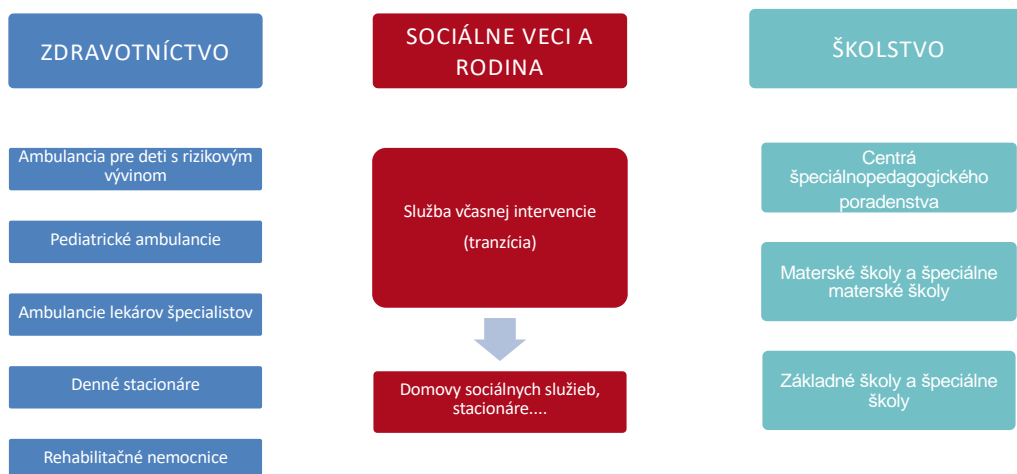 ZDRAVOTNÍCTVO
Ambulancia pre deti s rizikovým
vývinom
Pediatrické ambulancie
Ambulancie lekárov špecialistov
Denné stacionáre
Rehabilitačné nemocnice
SOCIÁLNE VECI A
RODINA
Služba včasnej intervencie
(tranzícia)
Domovy sociálnych služieb,
stacionáre....
ŠKOLSTVO
Centrá
špeciálnopedagogického
poradenstva
Materské školy a špeciálne
materské školy
Základné školy a špeciálne
školy